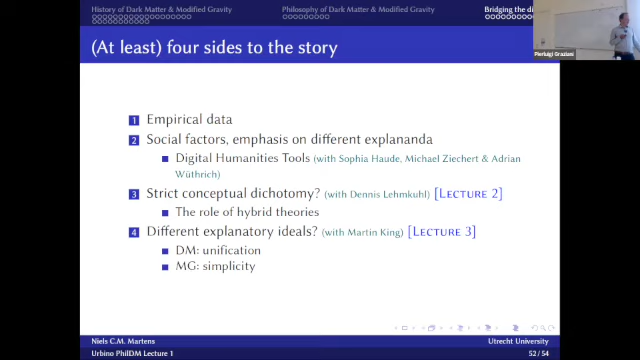 History of Dark Matter & Modified Gravity
Philosophy of Dark Matter & Modified Gravity
Bridging the di
(At least) four sides to the story
Pierluigi Graziani
1 Empirical data
2 Social factors, emphasis on different explananda
Digital Humanities Tools (with Sophia Haude, Michael Ziechert & Adrian
Wüthrich)
3 Strict conceptual dichotomy? (with Dennis Lehmkuhl) [Lecture 2]
The role of hybrid theories
4 Different explanatory ideals? (with Martin King) [Lecture 3]
DM: unification
MG: simplicity
Niels C.M. Martens
Utrecht University
Urbino PhilDM Lecture 1
52 / 54